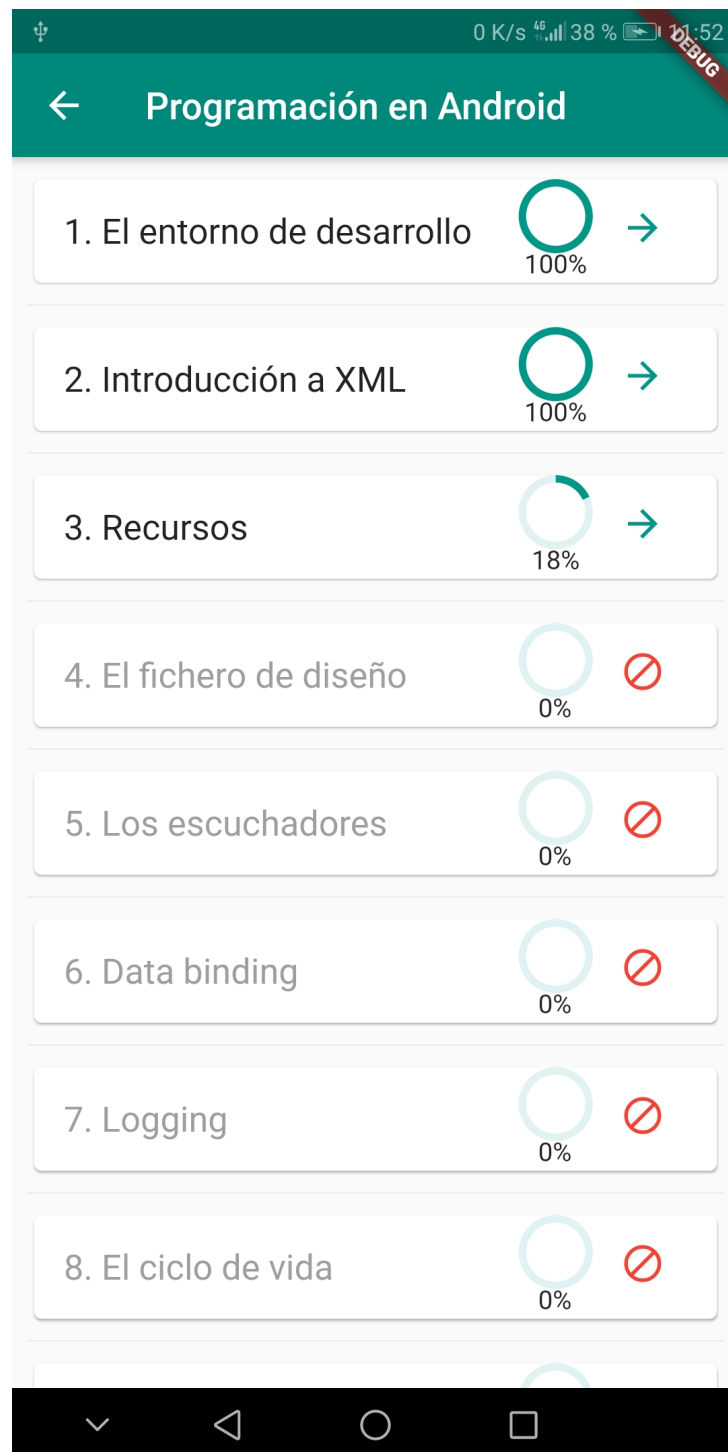 0 K/s 4G 38 % 11:52
DEBUG
Programación en Android
1. El entorno de desarrollo
100%
2. Introducción a XML
100%
3. Recursos
18%
4. El fichero de diseño
0%
5. Los escuchadores
0%
6. Data binding
0%
7. Logging
0%
8. El ciclo de vida
0%